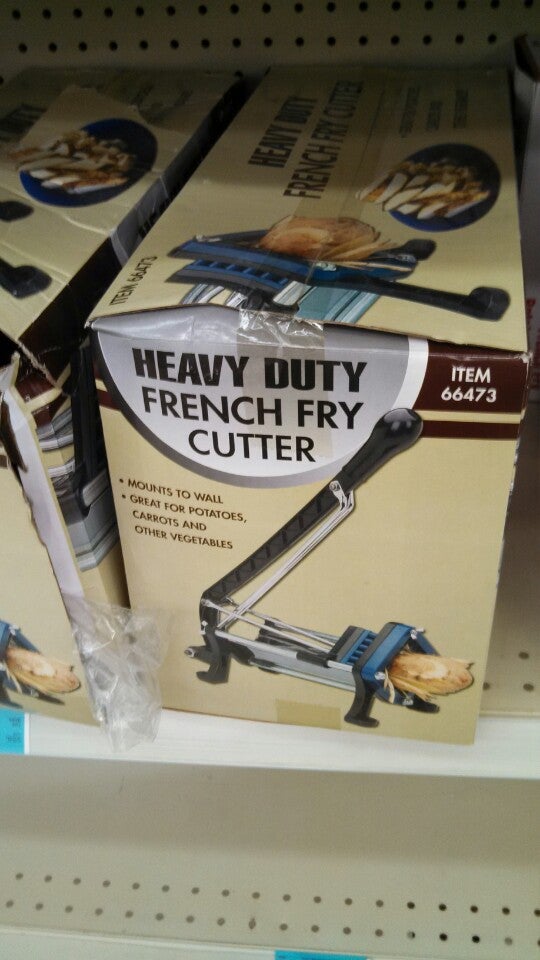 HEAVY DUTY
FRENCH FRY CUTTER
ITEM 66473
HEAVY DUTY
FRENCH FRY
CUTTER
ITEM
66473
• MOUNTS TO WALL
• GREAT FOR POTATOES,
CARROTS AND
OTHER VEGETABLES